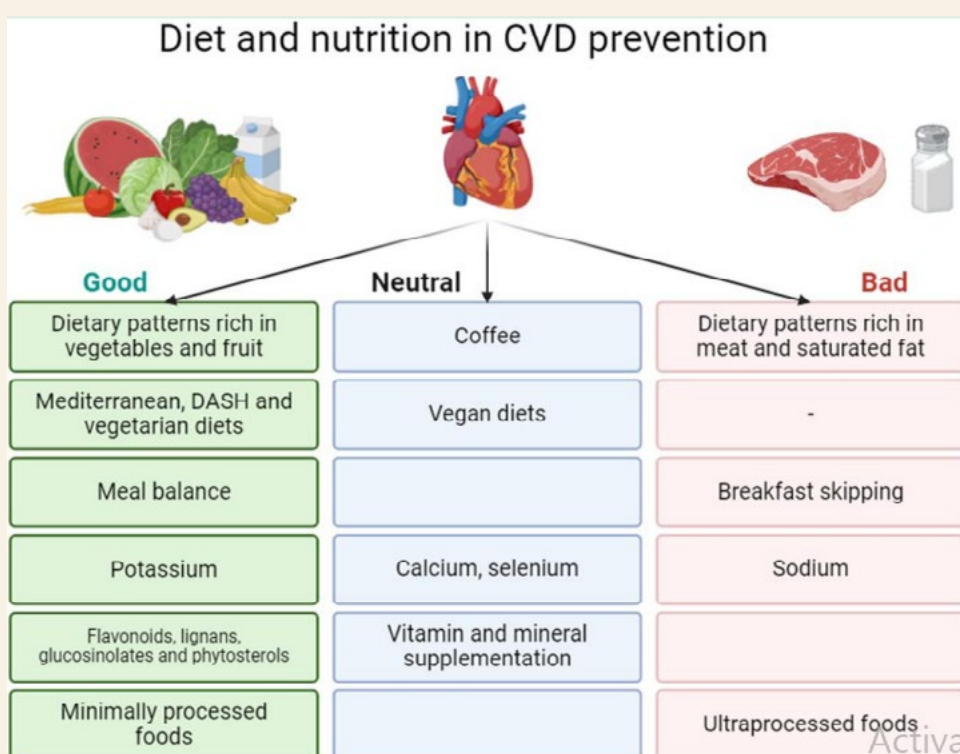 Diet and nutrition in CVD prevention
Good
Neutral
Bad
Dietary patterns rich in
vegetables and fruit
Coffee
Dietary patterns rich in
meat and saturated fat
Mediterranean, DASH and
vegetarian diets
Vegan diets
-
Meal balance
Breakfast skipping
Potassium
Calcium, selenium
Sodium
Flavonoids, lignans,
glucosinolates and phytosterols
Vitamin and mineral
supplementation
Minimally processed
foods
Ultraprocessed foods
Activa